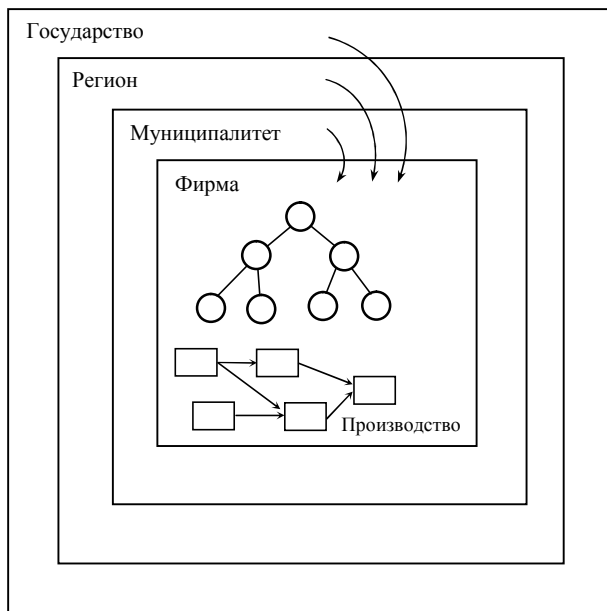 Государство
Регион
Муниципалитет
Фирма
Производство